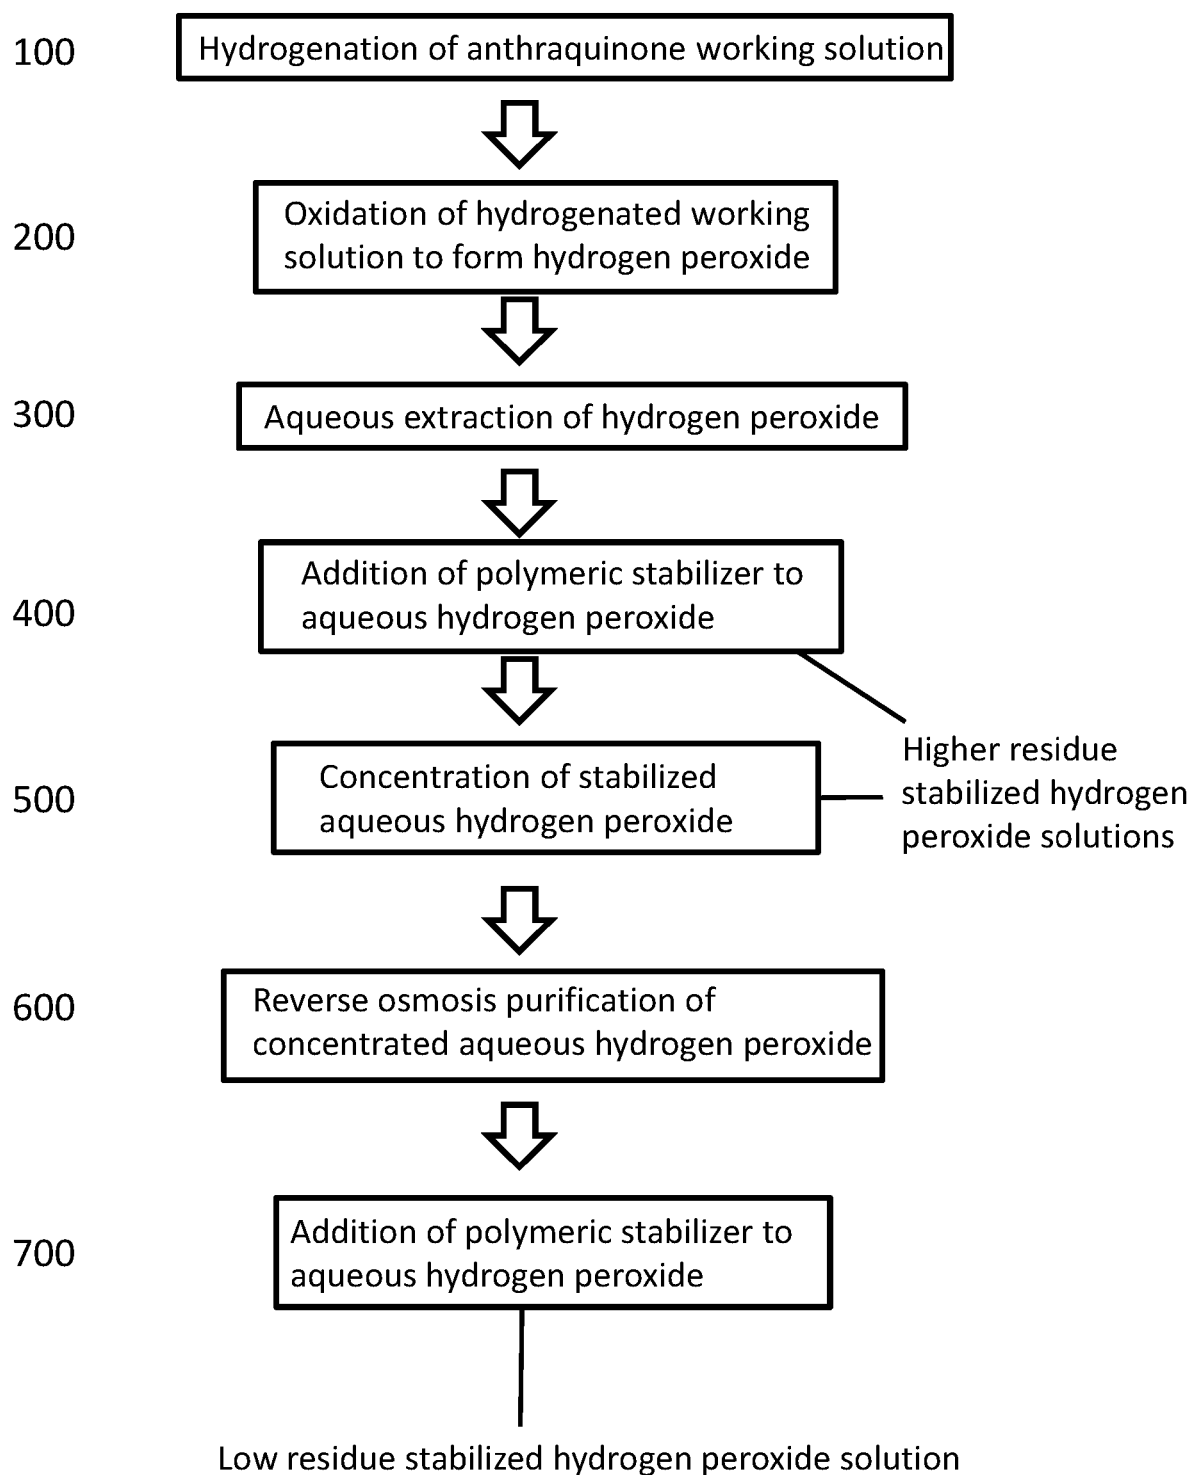 100
Hydrogenation of anthraquinone working solution
200
Oxidation of hydrogenated working
solution to form hydrogen peroxide
300
Aqueous extraction of hydrogen peroxide
400
Addition of polymeric stabilizer to
aqueous hydrogen peroxide
500
Concentration of stabilized
aqueous hydrogen peroxide
Higher residue
stabilized hydrogen
peroxide solutions
600
Reverse osmosis purification of
concentrated aqueous hydrogen peroxide
700
Addition of polymeric stabilizer to
aqueous hydrogen peroxide
Low residue stabilized hydrogen peroxide solution